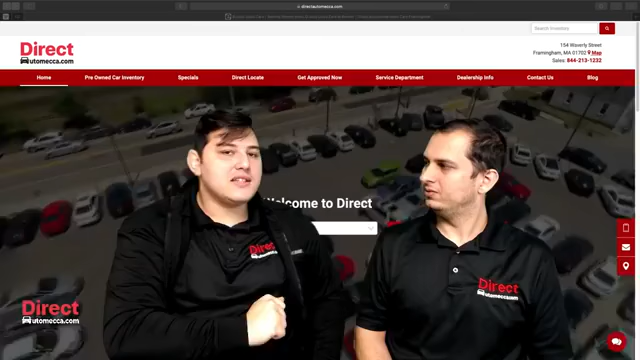 directautomecca.com
Search Inventory
Direct
utomecca.com
154 Waverly Street
Framingham, MA 01702 Map
Sales: 844-213-1232
Home
Pre Owned Car Inventory
Specials
Direct Locate
Get Approved Now
Service Department
Dealership Info
Contact Us
Blog
Welcome to Direct
Direct
utomecca.com
Direct
utomecca.com
Direct
utomecca.com